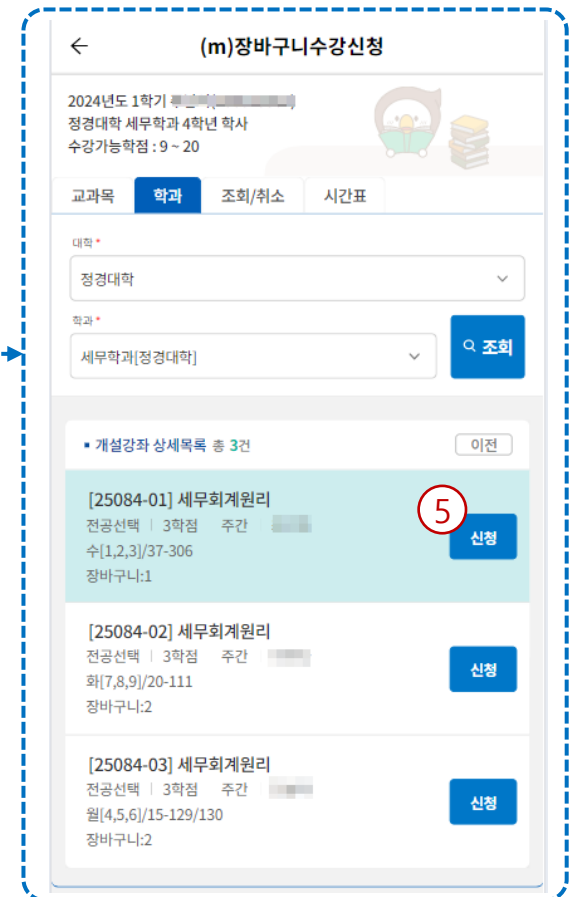 ← (m)장바구니수강신청
2024년도 1학기
정경대학 세무학과 4학년 학사
수강가능학점 : 9 ~ 20
교과목 학과 조회/취소 시간표
대학 *
정경대학
학과 *
세무학과[정경대학]
조회
▪ 개설강좌 상세목록 총 3건 이전
[25084-01] 세무회계원리
전공선택 | 3학점 주간
수[1,2,3]/37-306
장바구니:1
5
신청
[25084-02] 세무회계원리
전공선택 | 3학점 주간
화[7,8,9]/20-111
장바구니:2
신청
[25084-03] 세무회계원리
전공선택 | 3학점 주간
월[4,5,6]/15-129/130
장바구니:2
신청